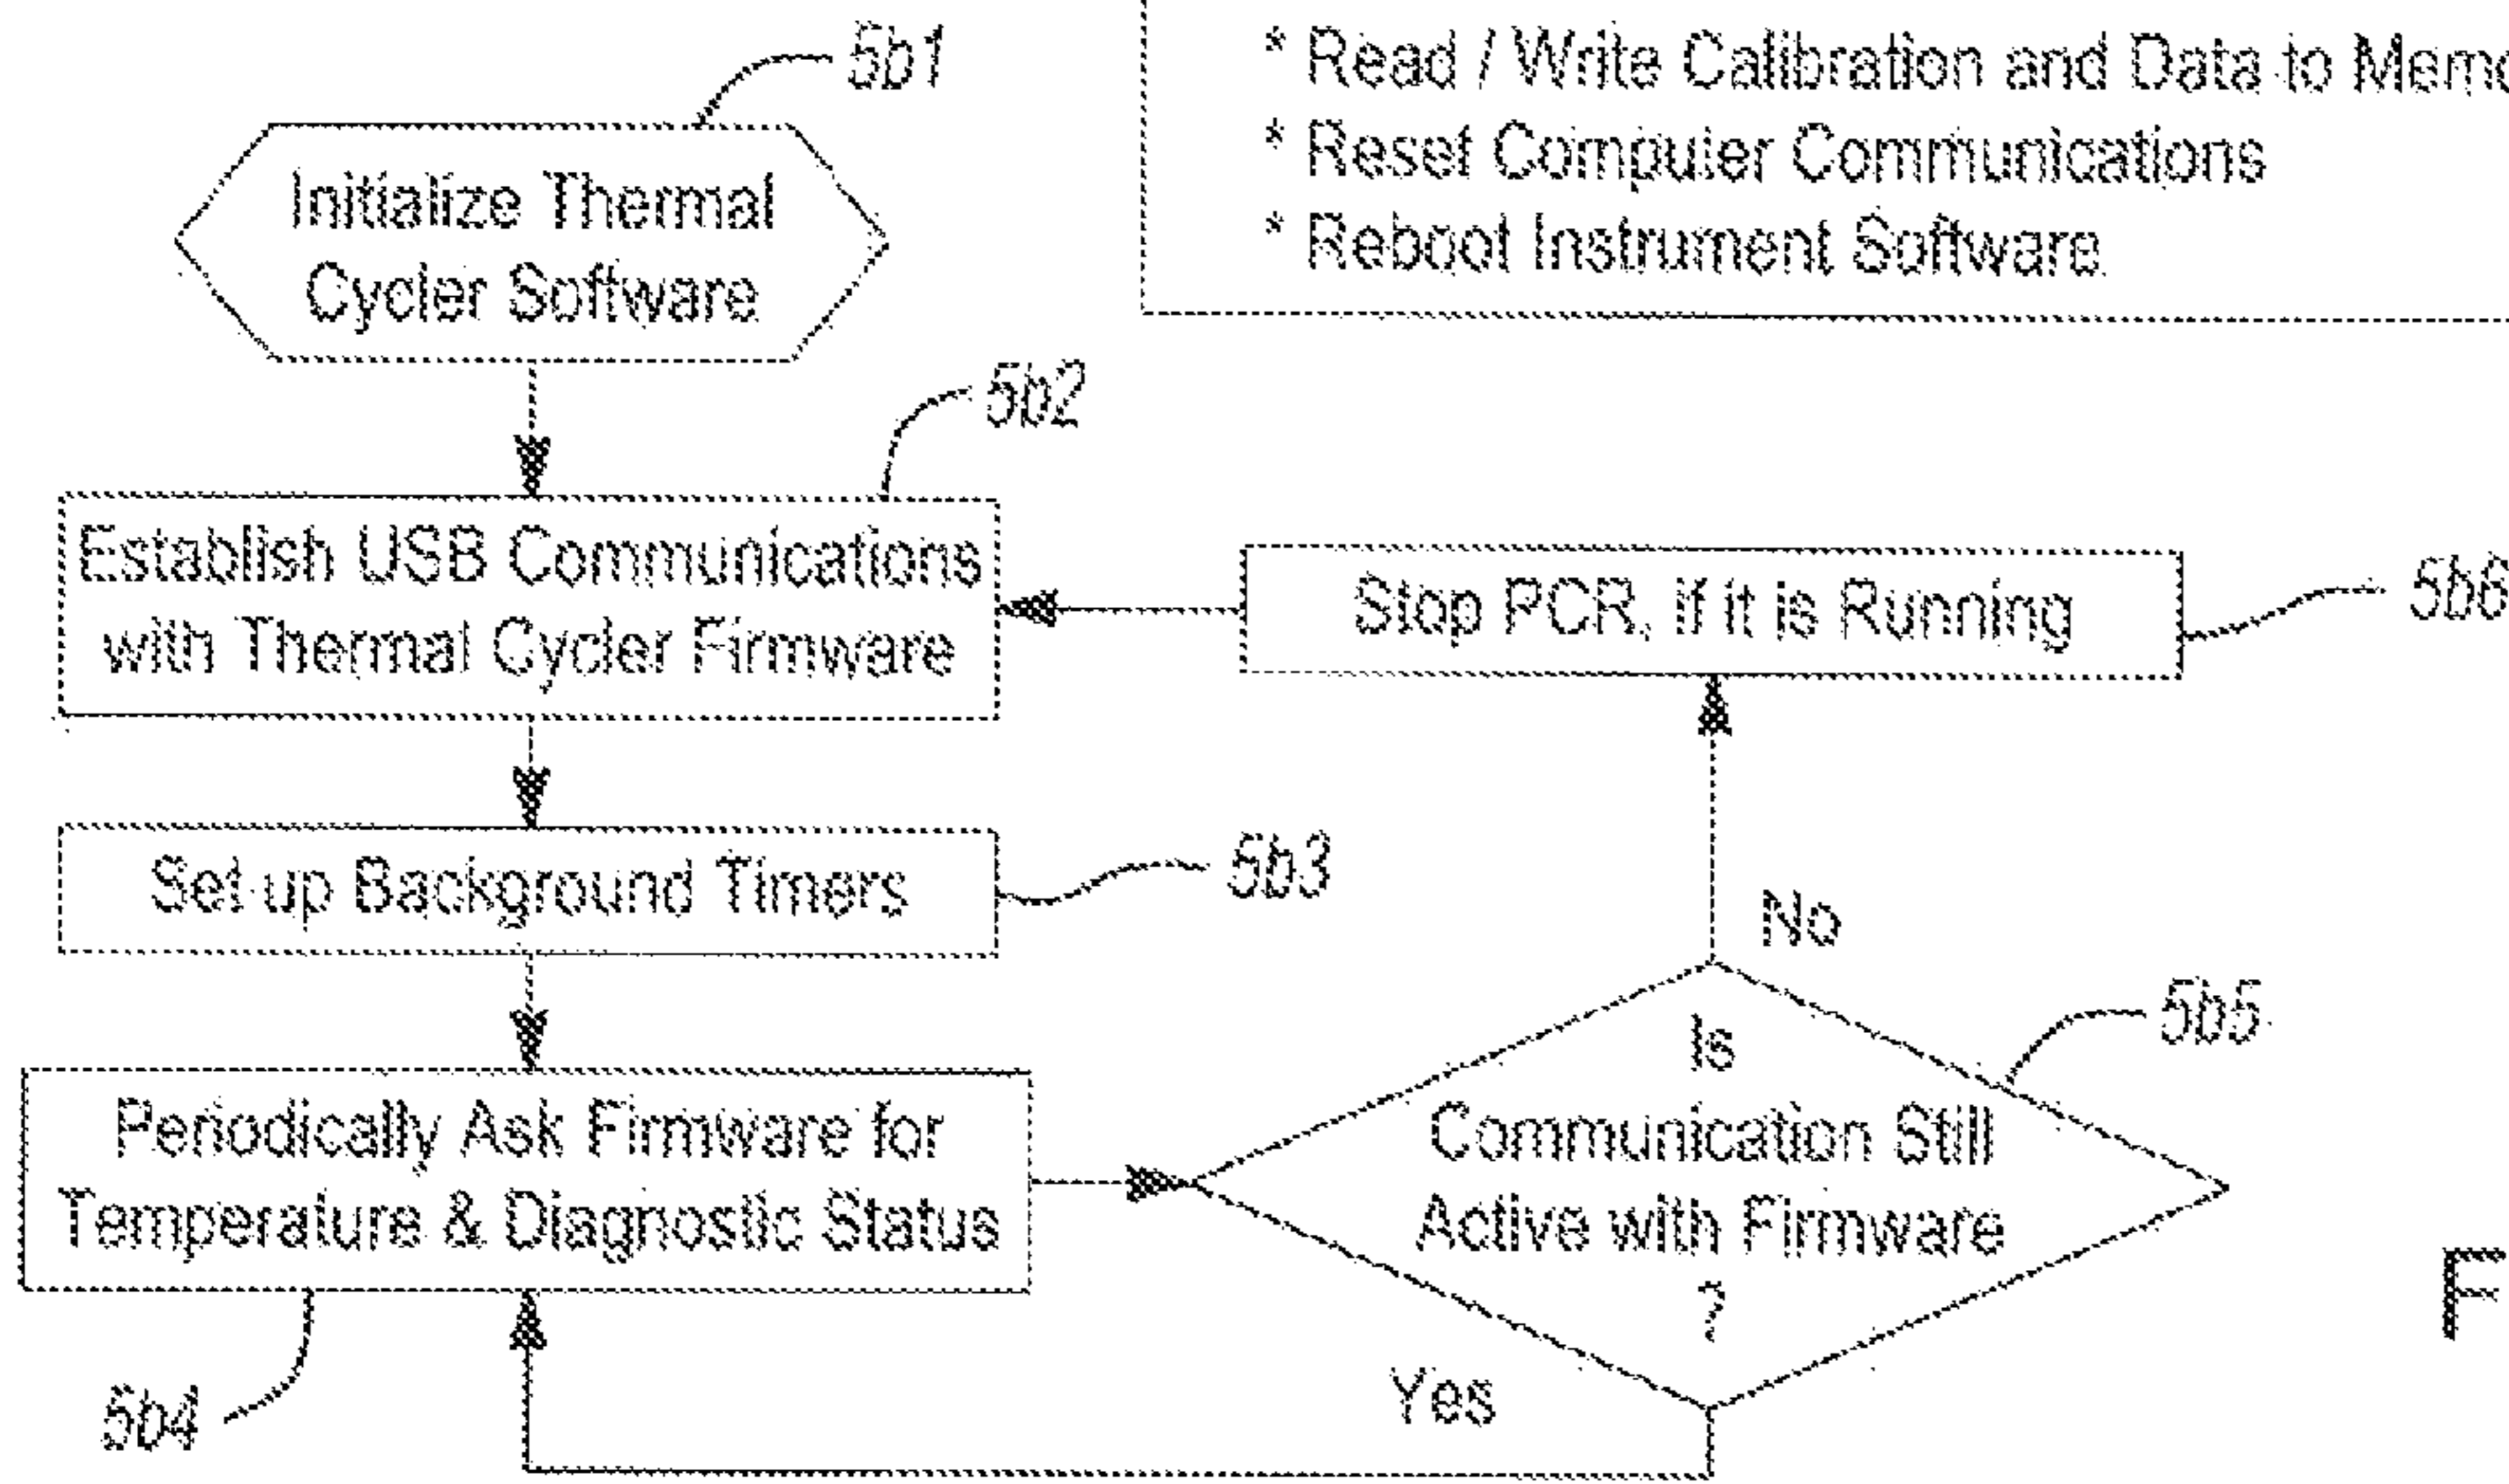 5b1
* Read / Write Calibration and Data to
* Reset Computer Communications
* Reboot Instrument Software
Initialize Thermal
Cycler Software
5b2
Establish USB Communications
with Thermal Cycler Firmware
Stop PCR, If it is Running
5b6
Set up Background Timers
5b3
No
5b5
Is
Communication Still
Active with Firmware
?
Periodically Ask Firmware for
Temperature & Diagnostic Status
Yes
5b4
F